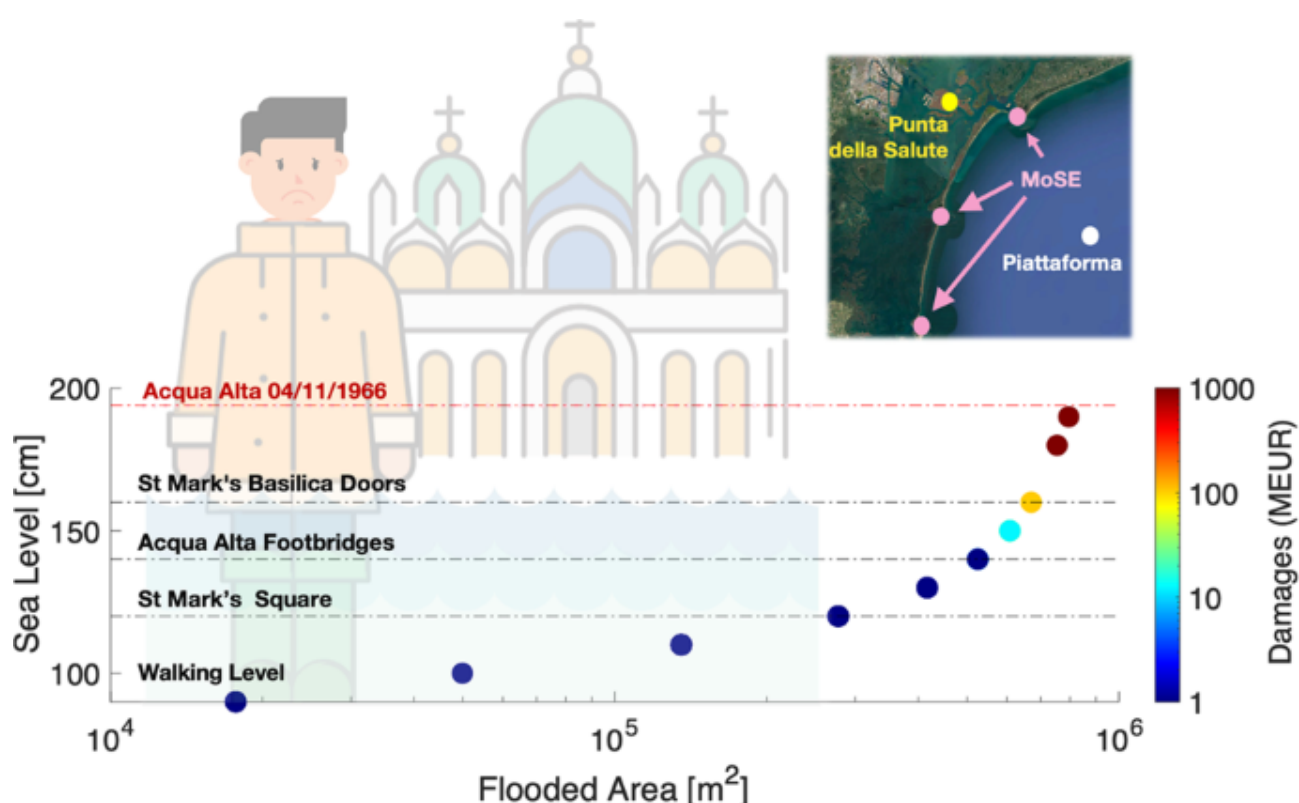 Punta
della Salute
MoSE
Piattaforma
200
Acqua Alta 04/11/1966
St Mark's Basilica Doors
150
Acqua Alta Footbridges
St Mark's Square
100
Walking Level
Sea Level [cm]
10^4
10^5
10^6
Flooded Area [m^2]
1000
100
10
1
Damages (MEUR)